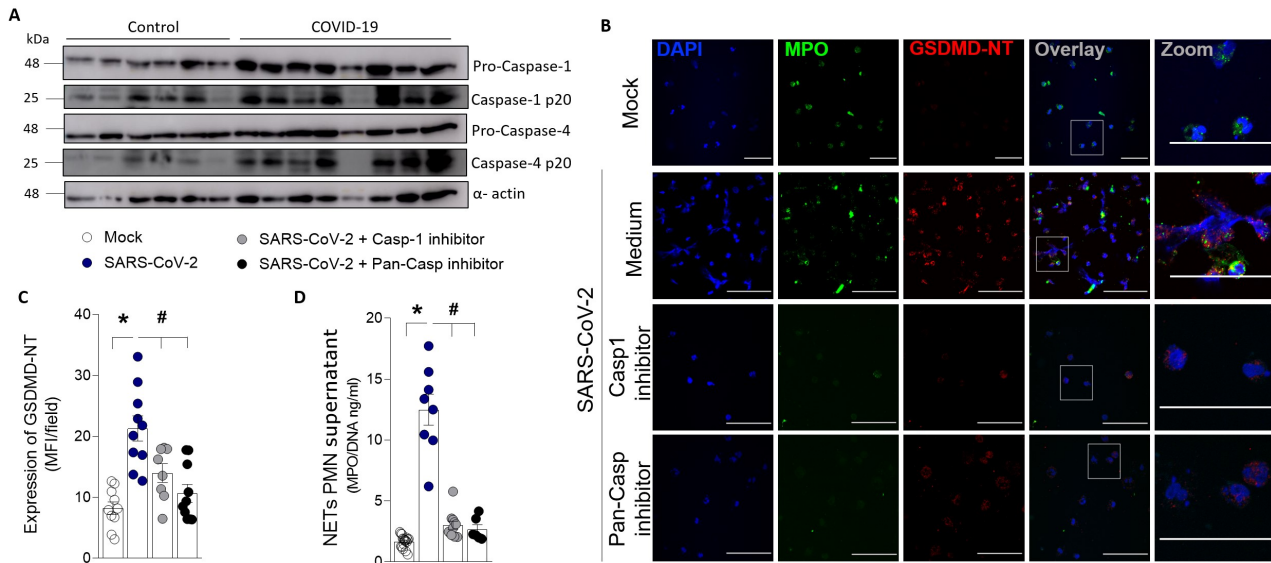 A
Control
COVID-19
kDa
48
Pro-Caspase-1
25
Caspase-1 p20
48
Pro-Caspase-4
25
Caspase-4 p20
48
α- actin
Mock
SARS-CoV-2
SARS-CoV-2 + Casp-1 inhibitor
SARS-CoV-2 + Pan-Casp inhibitor
C
Expression of GSDMD-NT
(MFI/field)
40
30
20
10
0
*
#
D
NETs PMN supernatant
(MPO/DNA ng/ml)
20
15
10
5
0
*
#
B
DAPI
MPO
GSDMD-NT
Overlay
Zoom
Mock
SARS-CoV-2
Medium
Casp1
inhibitor
Pan-Casp
inhibitor